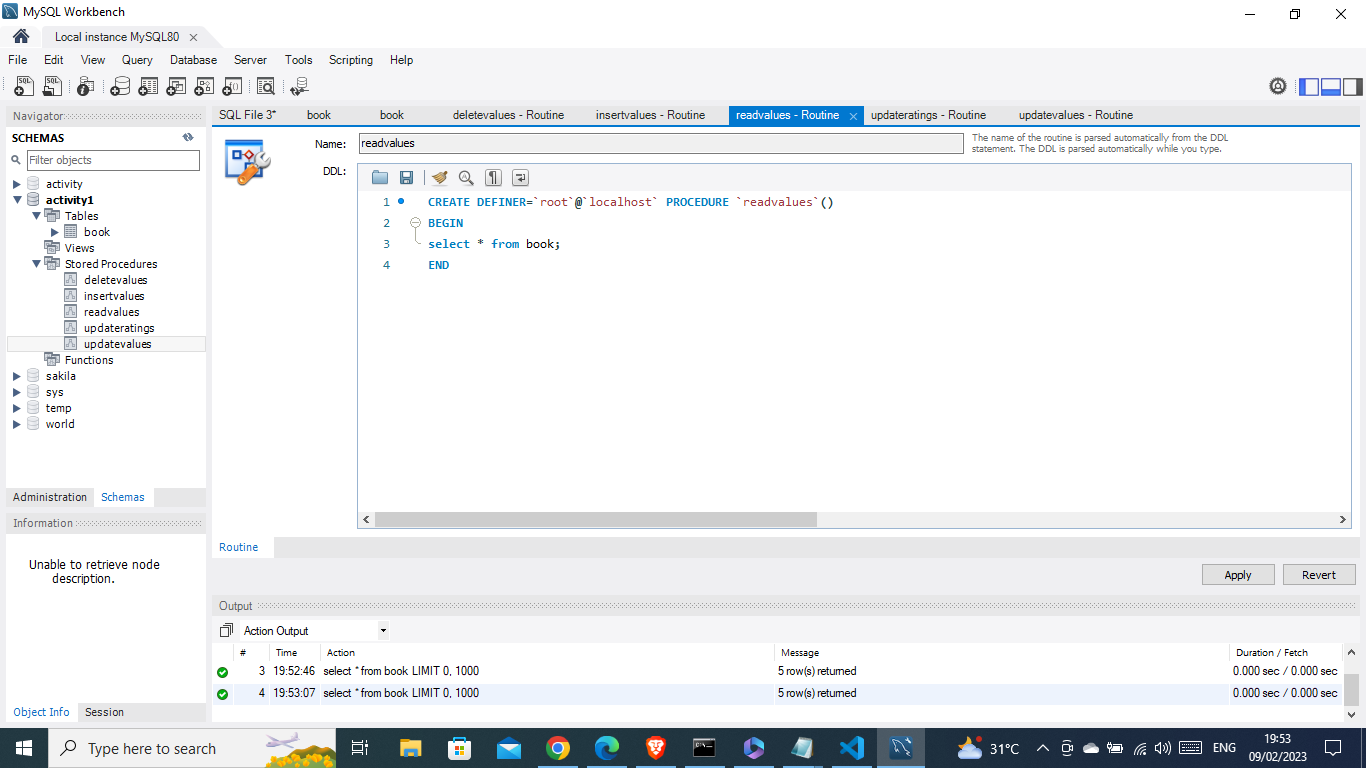 MySQL Workbench
Local instance MySQL80
File Edit View Query Database Server Tools Scripting Help
Navigator
SCHEMAS
Filter objects
activity
activity1
Tables
book
Views
Stored Procedures
deletevalues
insertvalues
readvalues
updateratings
updatevalues
Functions
sakila
sys
temp
world
Administration Schemas
Information
Unable to retrieve node
description.
Object Info Session
SQL File 3* book book deletevalues - Routine insertvalues - Routine readvalues - Routine updateratings - Routine updatevalues - Routine
Name: readvalues
The name of the routine is parsed automatically from the DDL
statement. The DDL is parsed automatically while you type.
DDL:
1 CREATE DEFINER=`root`@`localhost` PROCEDURE `readvalues`()
2 BEGIN
3 select * from book;
4 END
Routine
Apply Revert
Output
Action Output
# Time Action Message Duration / Fetch
3 19:52:46 select * from book LIMIT 0, 1000 5 row(s) returned 0.000 sec / 0.000 sec
4 19:53:07 select * from book LIMIT 0, 1000 5 row(s) returned 0.000 sec / 0.000 sec
Type here to search
31°C
ENG
19:53
09/02/2023